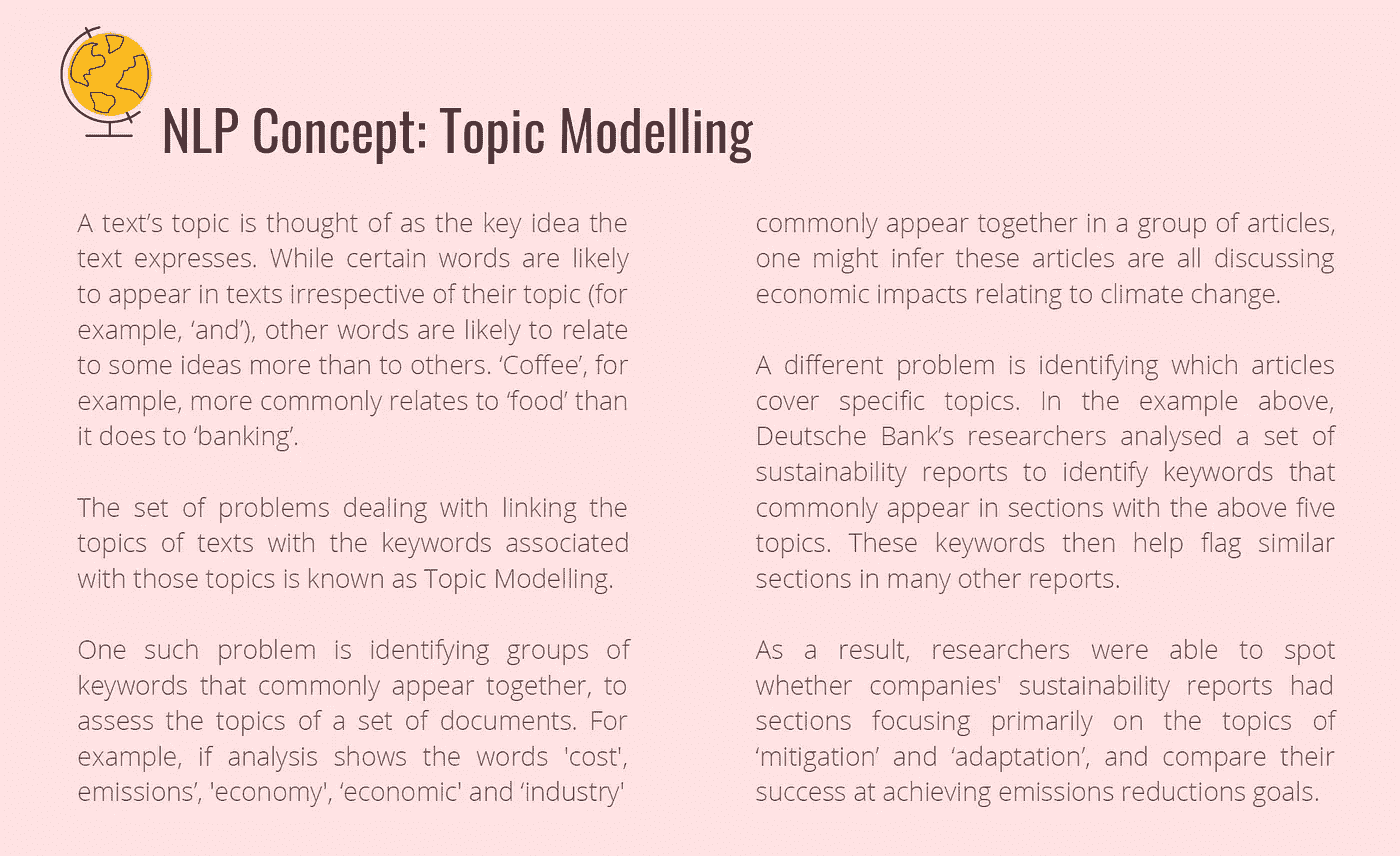 NLP Concept: Topic Modelling
A text’s topic is thought of as the key idea the
text expresses. While certain words are likely
to appear in texts irrespective of their topic (for
example, ‘and’), other words are likely to relate
to some ideas more than to others. ‘Coffee’, for
example, more commonly relates to ‘food’ than
it does to ‘banking’.
The set of problems dealing with linking the
topics of texts with the keywords associated
with those topics is known as Topic Modelling.
One such problem is identifying groups of
keywords that commonly appear together, to
assess the topics of a set of documents. For
example, if analysis shows the words 'cost',
emissions’, 'economy', ‘economic' and ‘industry'
commonly appear together in a group of articles,
one might infer these articles are all discussing
economic impacts relating to climate change.
A different problem is identifying which articles
cover specific topics. In the example above,
Deutsche Bank’s researchers analysed a set of
sustainability reports to identify keywords that
commonly appear in sections with the above five
topics. These keywords then help flag similar
sections in many other reports.
As a result, researchers were able to spot
whether companies' sustainability reports had
sections focusing primarily on the topics of
‘mitigation’ and ‘adaptation’, and compare their
success at achieving emissions reductions goals.